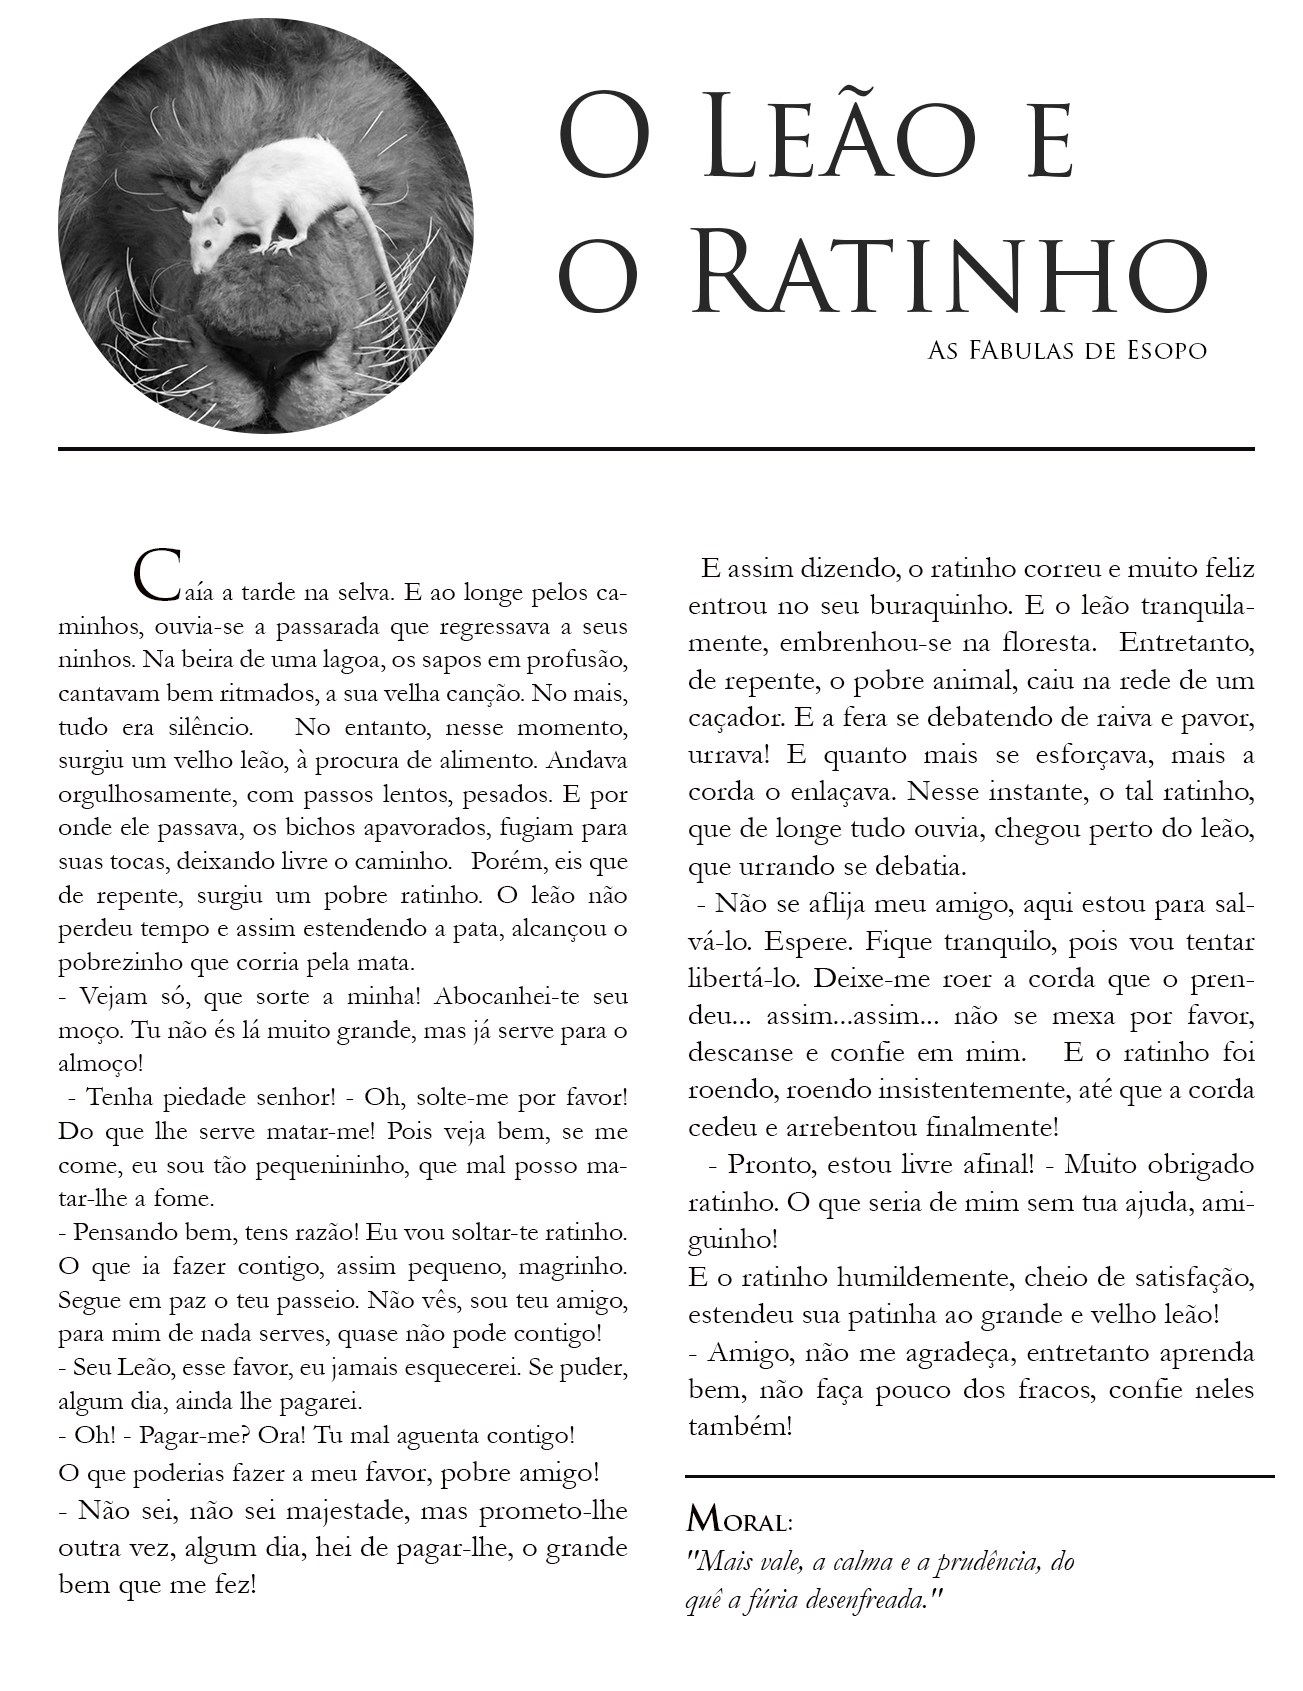 O Leão e
o Ratinho
As FAbulas de Esopo
Caía a tarde na selva. E ao longe pelos ca-
minhos, ouvia-se a passarada que regressava a seus
ninhos. Na beira de uma lagoa, os sapos em profusão,
cantavam bem ritmados, a sua velha canção. No mais,
tudo era silêncio. No entanto, nesse momento,
surgiu um velho leão, à procura de alimento. Andava
orgulhosamente, com passos lentos, pesados. E por
onde ele passava, os bichos apavorados, fugiam para
suas tocas, deixando livre o caminho. Porém, eis que
de repente, surgiu um pobre ratinho. O leão não
perdeu tempo e assim estendendo a pata, alcançou o
pobrezinho que corria pela mata.
- Vejam só, que sorte a minha! Abocanhei-te seu
moço. Tu não és lá muito grande, mas já serve para o
almoço!
- Tenha piedade senhor! - Oh, solte-me por favor!
Do que lhe serve matar-me! Pois veja bem, se me
come, eu sou tão pequenininho, que mal posso ma-
tar-lhe a fome.
- Pensando bem, tens razão! Eu vou soltar-te ratinho.
O que ia fazer contigo, assim pequeno, magrinho.
Segue em paz o teu passeio. Não vês, sou teu amigo,
para mim de nada serves, quase não pode contigo!
- Seu Leão, esse favor, eu jamais esquecerei. Se puder,
algum dia, ainda lhe pagarei.
- Oh! - Pagar-me? Ora! Tu mal aguenta contigo!
O que poderias fazer a meu favor, pobre amigo!
- Não sei, não sei majestade, mas prometo-lhe
outra vez, algum dia, hei de pagar-lhe, o grande
bem que me fez!
E assim dizendo, o ratinho correu e muito feliz
entrou no seu buraquinho. E o leão tranquila-
mente, embrenhou-se na floresta. Entretanto,
de repente, o pobre animal, caiu na rede de um
caçador. E a fera se debatendo de raiva e pavor,
urrava! E quanto mais se esforçava, mais a
corda o enlaçava. Nesse instante, o tal ratinho,
que de longe tudo ouvia, chegou perto do leão,
que urrando se debatia.
- Não se aflija meu amigo, aqui estou para sal-
vá-lo. Espere. Fique tranquilo, pois vou tentar
libertá-lo. Deixe-me roer a corda que o pren-
deu... assim...assim... não se mexa por favor,
descanse e confie em mim. E o ratinho foi
roendo, roendo insistentemente, até que a corda
cedeu e arrebentou finalmente!
- Pronto, estou livre afinal! - Muito obrigado
ratinho. O que seria de mim sem tua ajuda, ami-
guinho!
E o ratinho humildemente, cheio de satisfação,
estendeu sua patinha ao grande e velho leão!
- Amigo, não me agradeça, entretanto aprenda
bem, não faça pouco dos fracos, confie neles
também!
Moral:
"Mais vale, a calma e a prudência, do
quê a fúria desenfreada."